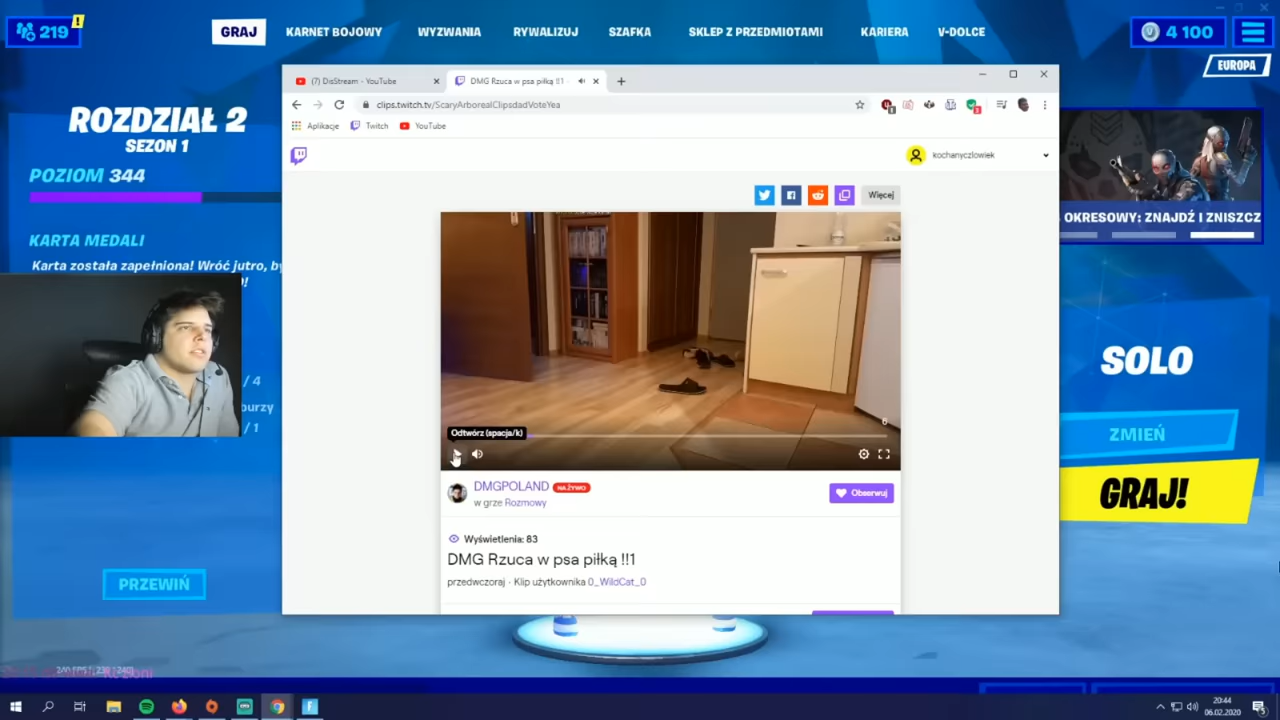 219
!
GRAJ
KARNET BOJOWY
WYZWANIA
RYWALIZUJ
SZAFKA
SKLEP Z PRZEDMIOTAMI
KARIERA
V-DOLCE
4 100
EUROPA
(7) DisStream - YouTube
DMG Rzuca w psa piłką !!1
clips.twitch.tv/ScaryArborealClipsdadVoteYea
Aplikacje
Twitch
YouTube
kochanyczlowiek
Więcej
ROZDZIAŁ 2
SEZON 1
POZIOM 344
KARTA MEDALI
Karta została zapełniona! Wróć jutro, by
/ 4
burzy
/ 1
PRZEWIŃ
OKRESOWY: ZNAJDŹ I ZNISZCZ
SOLO
ZMIEŃ
GRAJ!
Odtwórz (spacja/k)
DMGPOLAND
NA ŻYWO
w grze Rozmowy
Obserwuj
Wyświetlenia: 83
DMG Rzuca w psa piłką !!1
przedwczoraj · Klip użytkownika 0_WildCat_0
20:44
06.02.2020